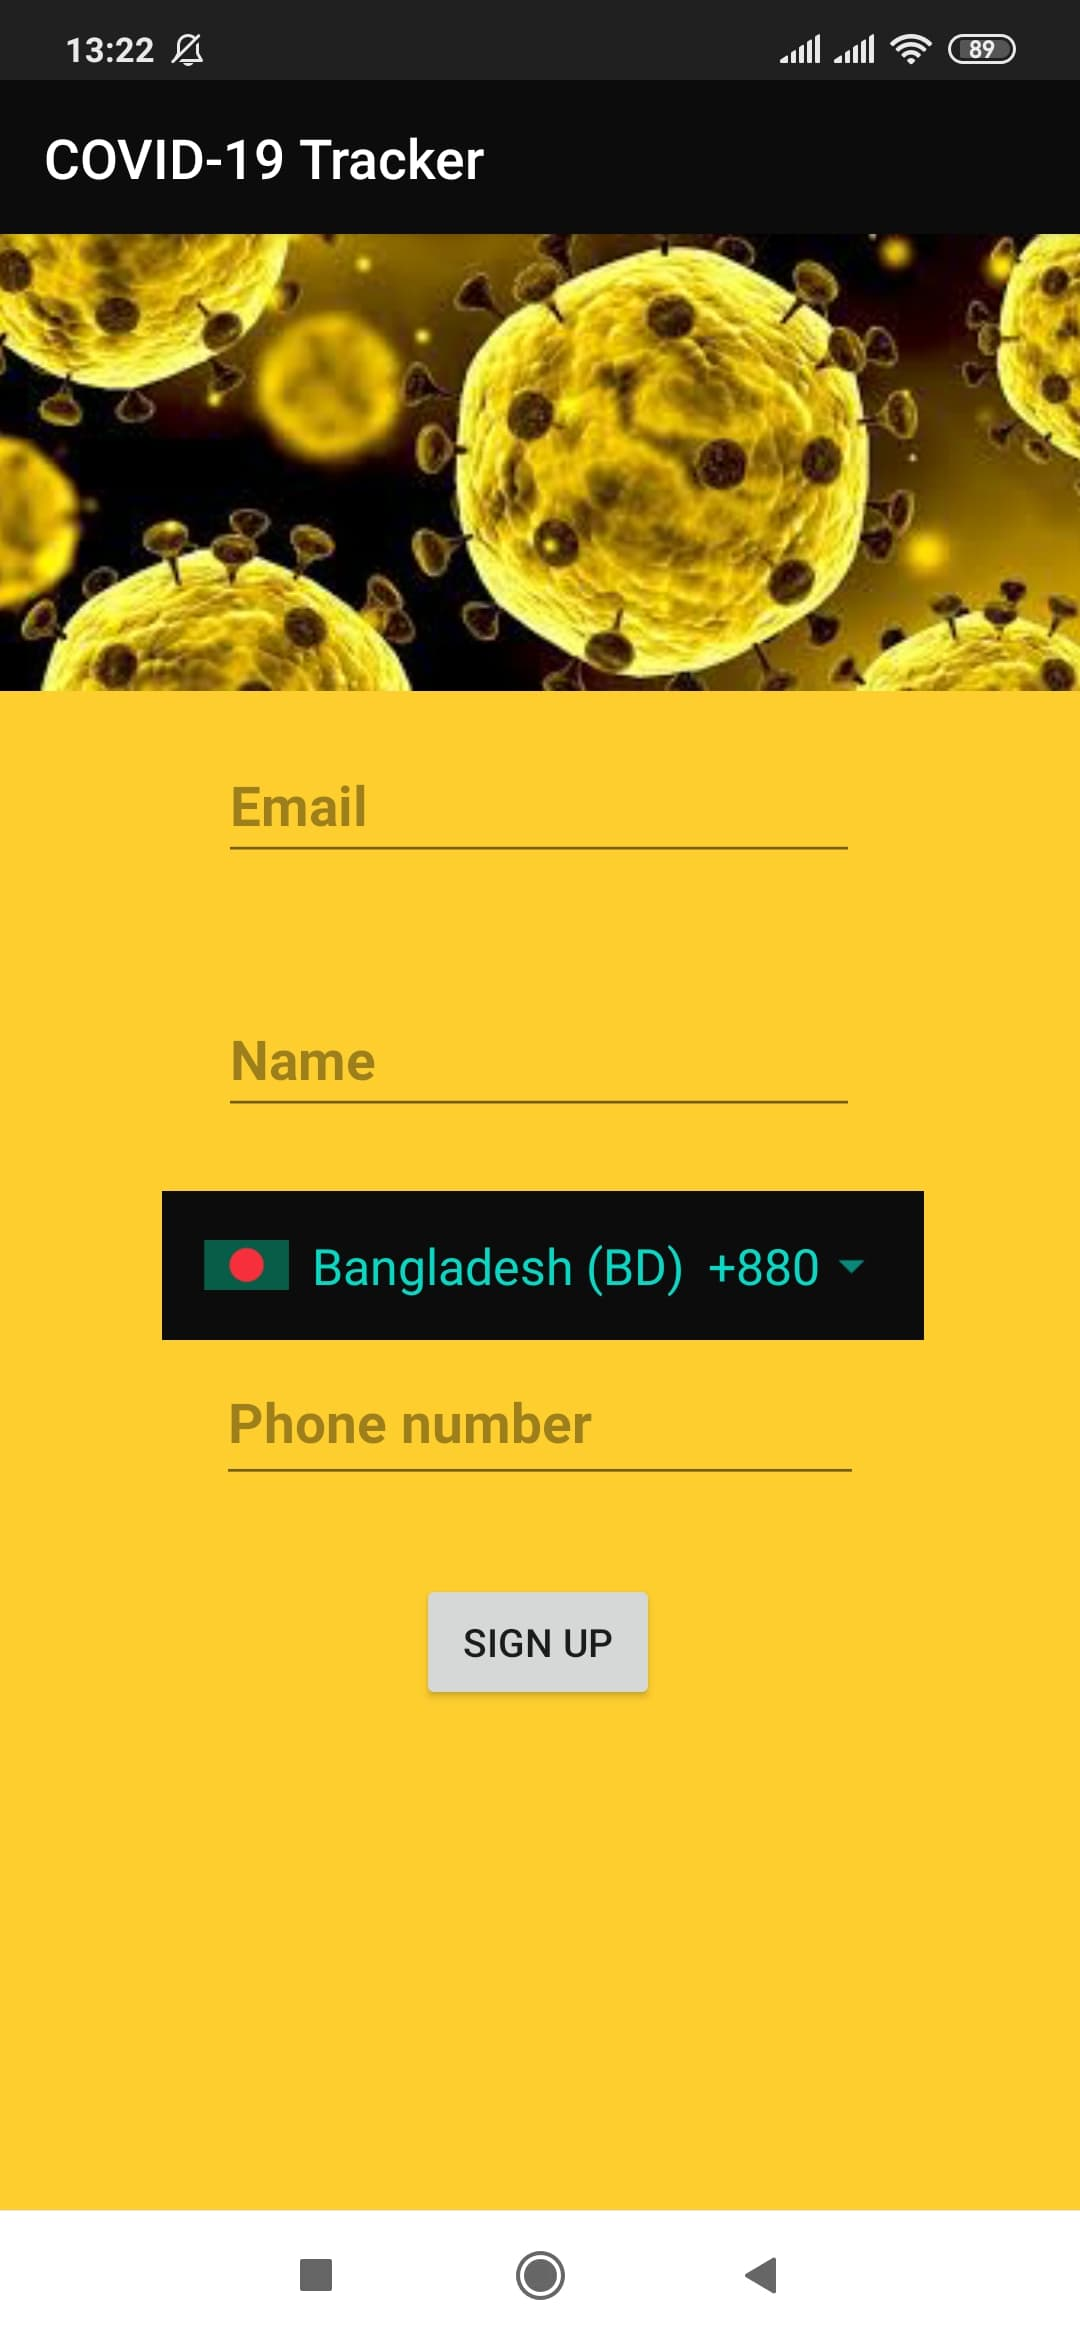 13:22 89
COVID-19 Tracker
Email
Name
Bangladesh (BD) +880
Phone number
SIGN UP